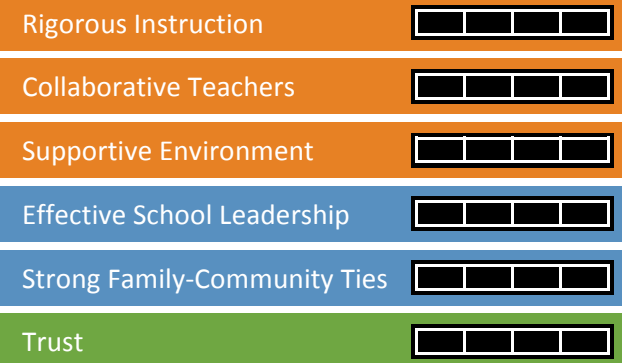 Rigorous Instruction
Collaborative Teachers
Supportive Environment
Effective School Leadership
Strong Family-Community Ties
Trust